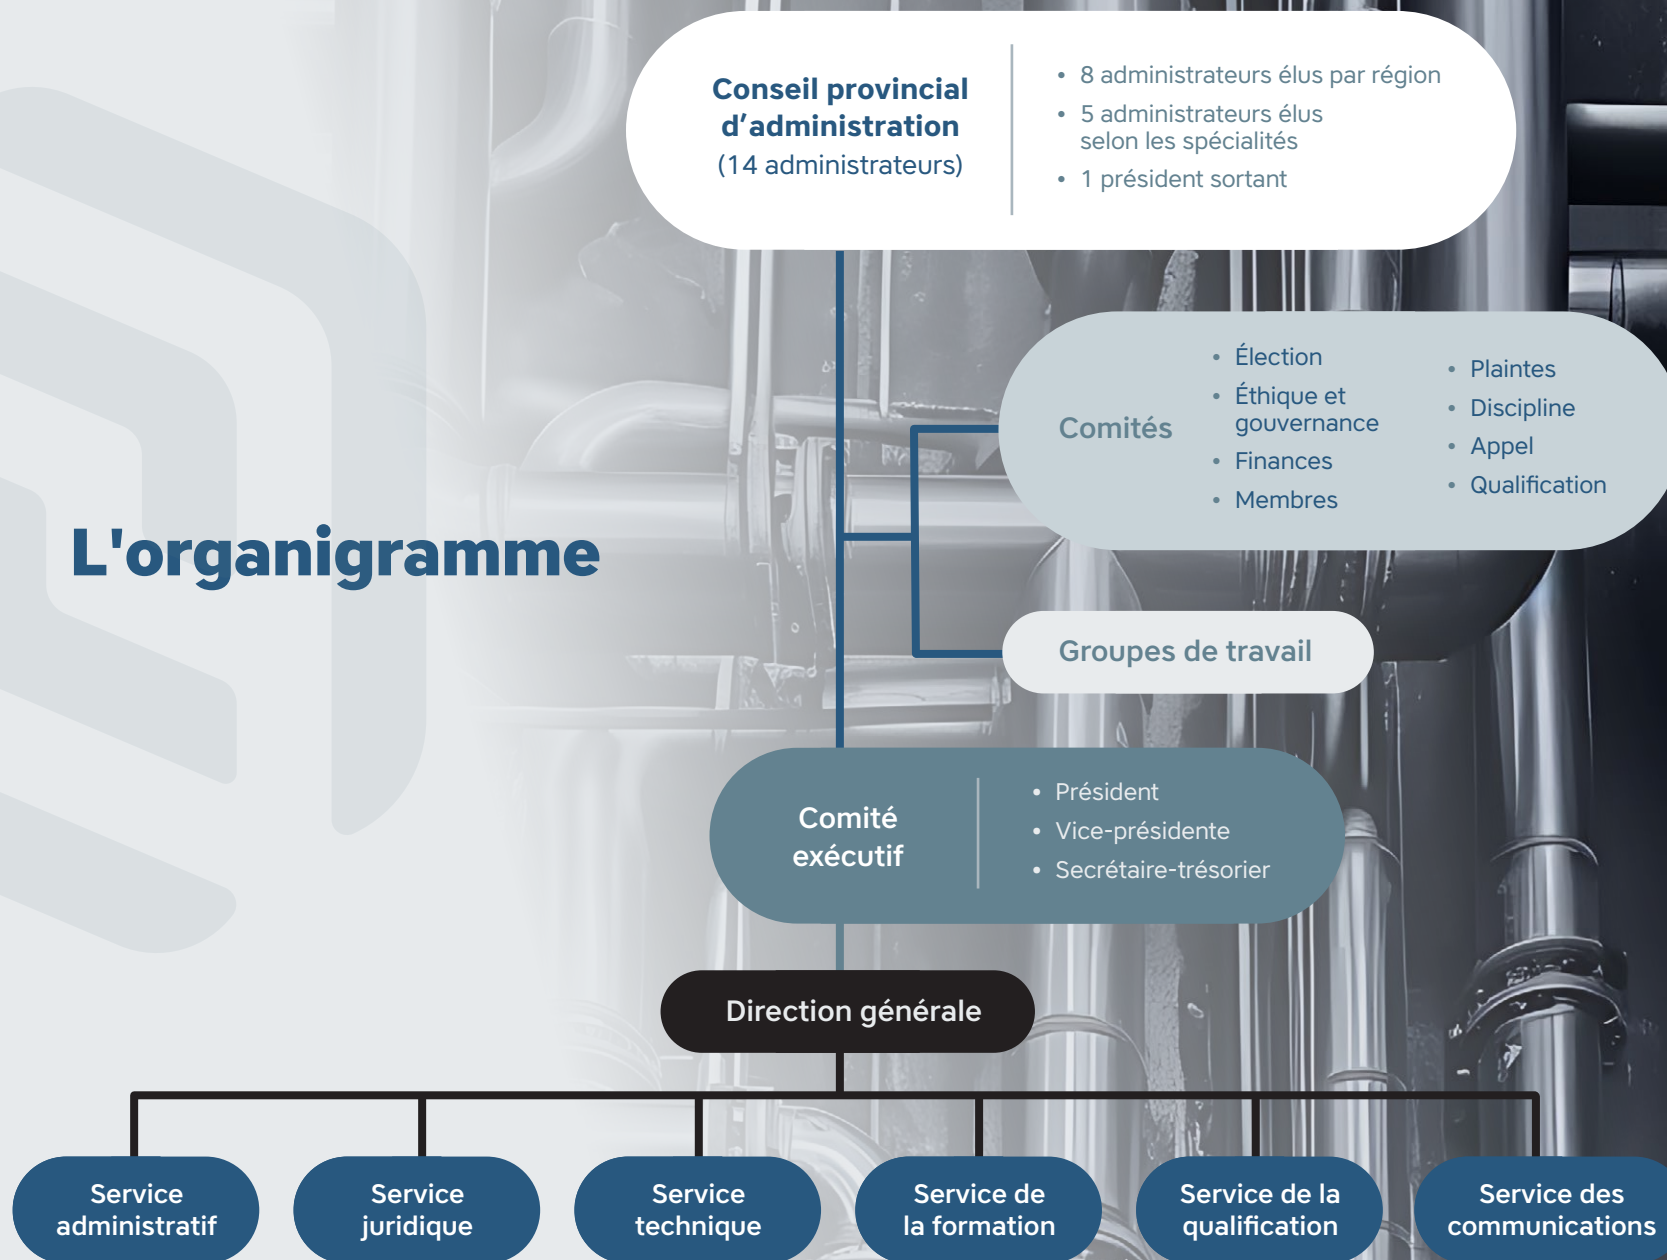 Conseil provincial
d’administration
(14 administrateurs)
• 8 administrateurs élus par région
• 5 administrateurs élus
selon les spécialités
• 1 président sortant
Comités
• Élection
• Éthique et
gouvernance
• Finances
• Membres
• Plaintes
• Discipline
• Appel
• Qualification
L'organigramme
Groupes de travail
Comité
exécutif
• Président
• Vice-présidente
• Secrétaire-trésorier
Direction générale
Service
administratif
Service
juridique
Service
technique
Service de
la formation
Service de la
qualification
Service des
communications